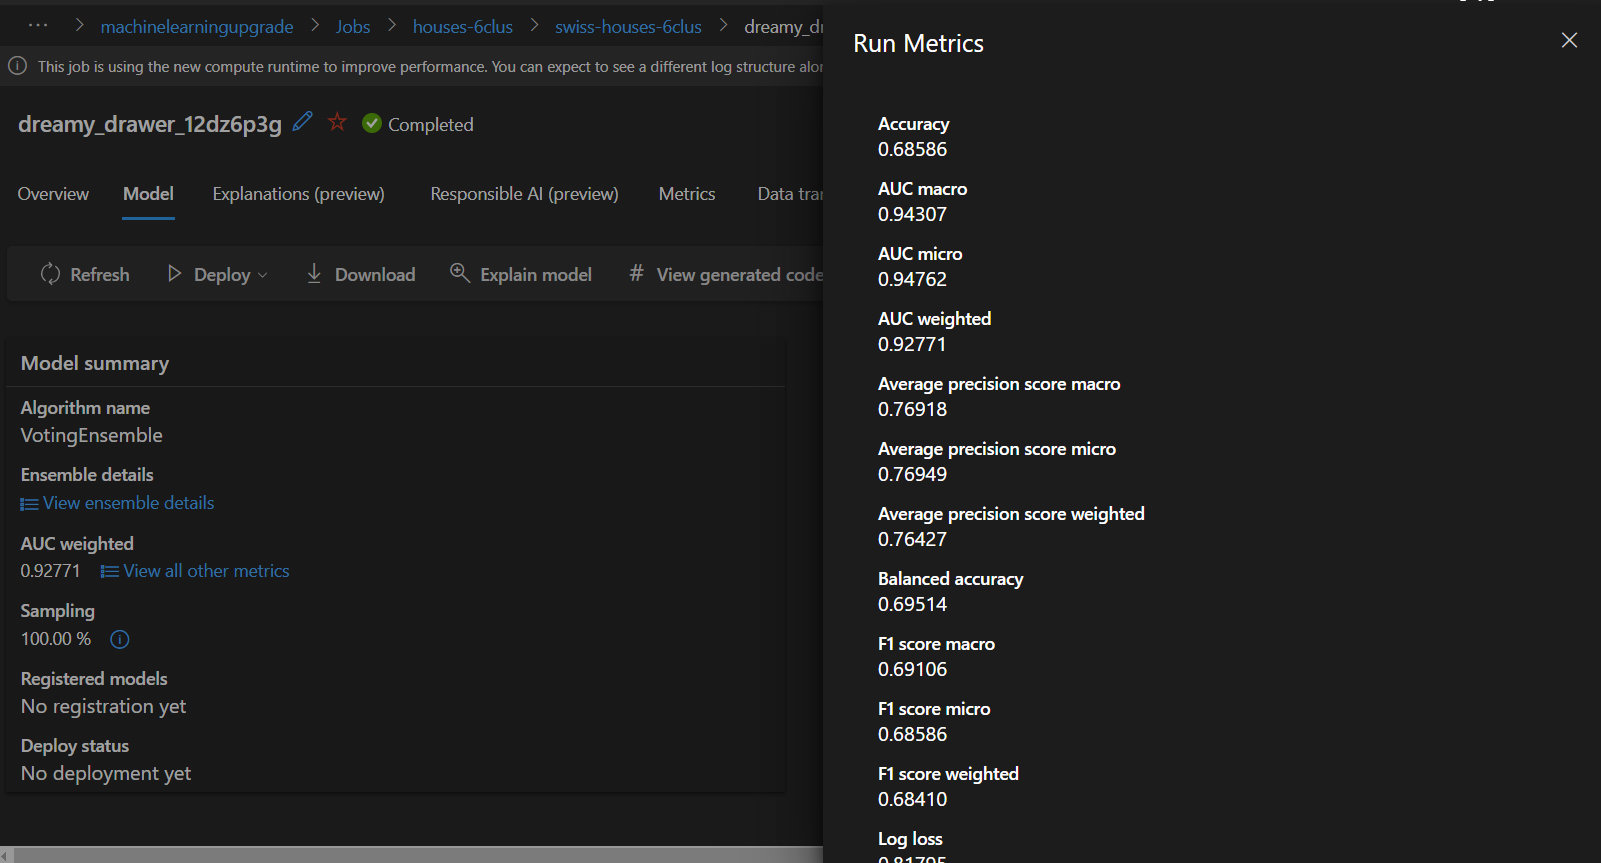 ··· > machinelearningupgrade > Jobs > houses-6clus > swiss-houses-6clus >
This job is using the new compute runtime to improve performance. You can expect to see a different log structure
dreamy_drawer_12dz6p3g Completed
Overview Model Explanations (preview) Responsible AI (preview) Metrics Data
Refresh Deploy Download Explain model # View generated code
Model summary
Algorithm name
VotingEnsemble
Ensemble details
View ensemble details
AUC weighted
0.92771 View all other metrics
Sampling
100.00 %
Registered models
No registration yet
Deploy status
No deployment yet
Run Metrics
Accuracy
0.68586
AUC macro
0.94307
AUC micro
0.94762
AUC weighted
0.92771
Average precision score macro
0.76918
Average precision score micro
0.76949
Average precision score weighted
0.76427
Balanced accuracy
0.69514
F1 score macro
0.69106
F1 score micro
0.68586
F1 score weighted
0.68410
Log loss